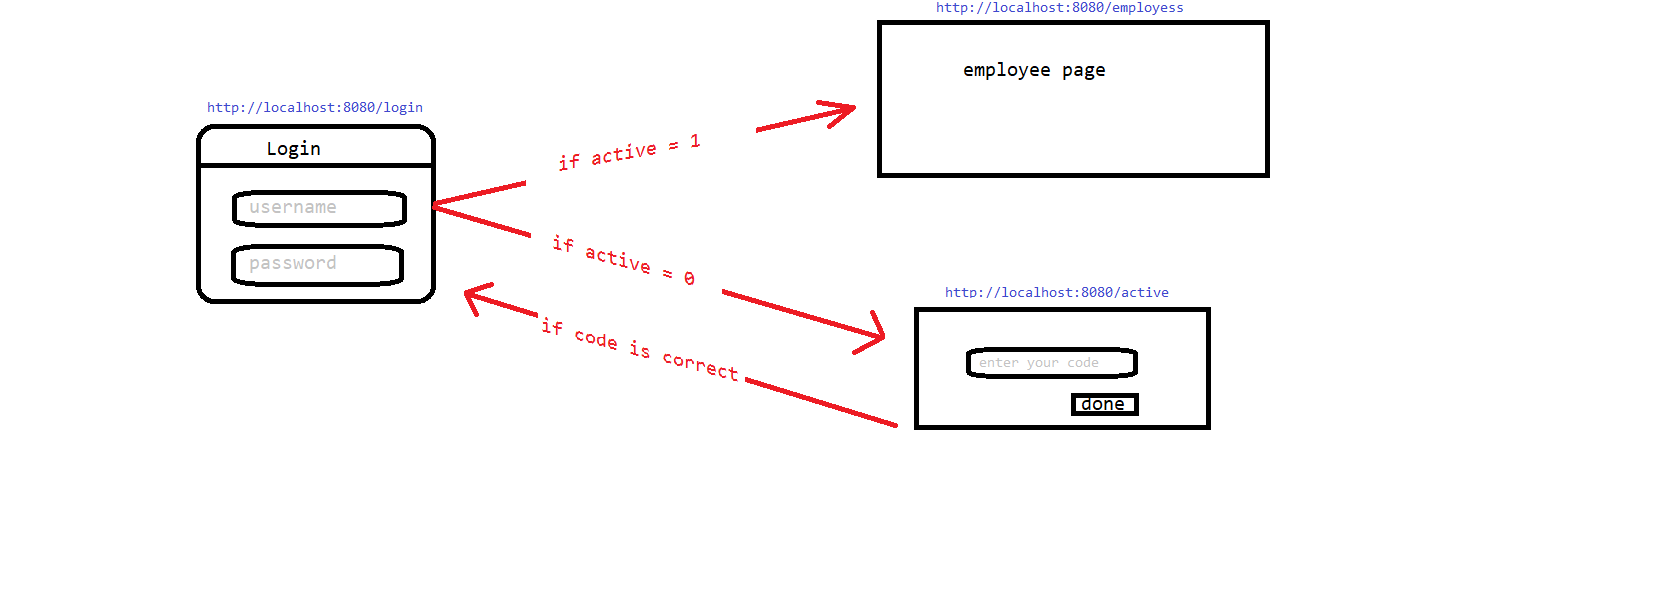 http://localhost:8080/employess
employee page
http://localhost:8080/login
Login
username
password
if active = 1
if active = 0
if code is correct
http://localhost:8080/active
enter your code
done